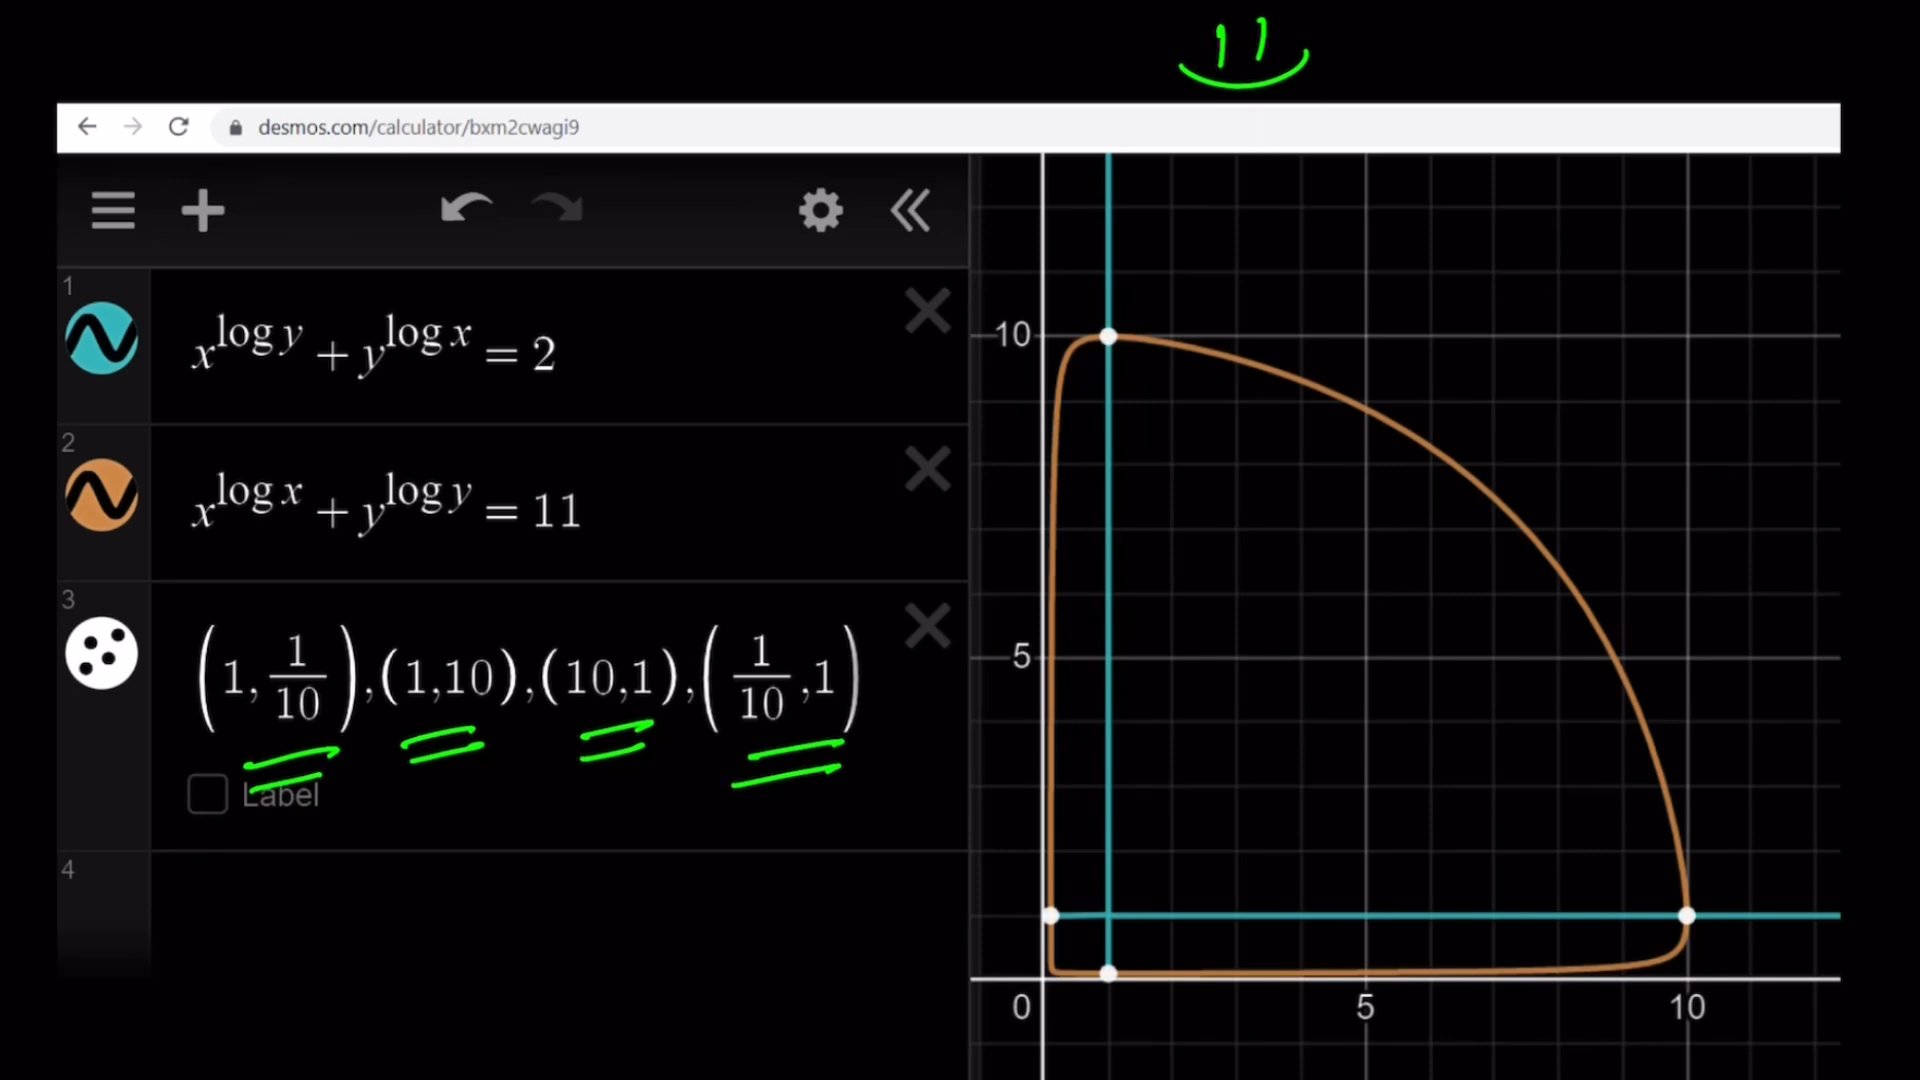 desmos.com/calculator/bxm2cwagi9
1
x^{log y} + y^{log x} = 2
2
x^{log x} + y^{log y} = 11
3
(1, 1/10), (1,10), (10,1), (1/10, 1)
Label
4
10
5
0 5 10